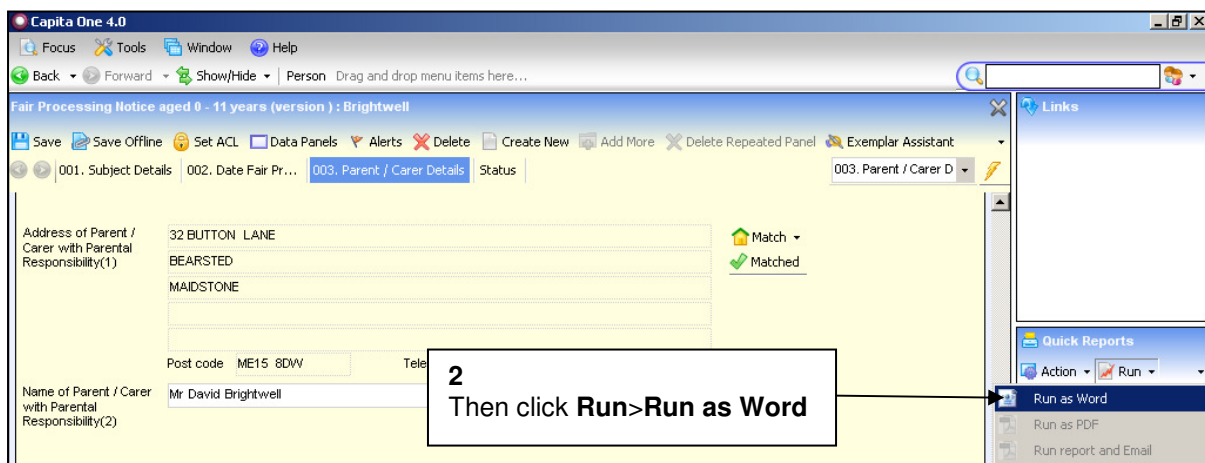 Capita One 4.0
Focus Tools Window Help
Back Forward Show/Hide Person Drag and drop menu items here...
Fair Processing Notice aged 0 - 11 years (version ) : Brightwell
Links
Save Save Offline Set ACL Data Panels Alerts Delete Create New Add More Delete Repeated Panel Exemplar Assistant
001. Subject Details 002. Date Fair Pr... 003. Parent / Carer Details Status 003. Parent / Carer D
Address of Parent /
Carer with Parental
Responsibility(1)
32 BUTTON LANE
BEARSTED
MAIDSTONE
Match
Matched
Post code ME15 8DW Tele
Quick Reports
Action Run
Name of Parent / Carer
with Parental
Responsibility(2)
Mr David Brightwell
2
Then click Run>Run as Word
Run as Word
Run as PDF
Run report and Email